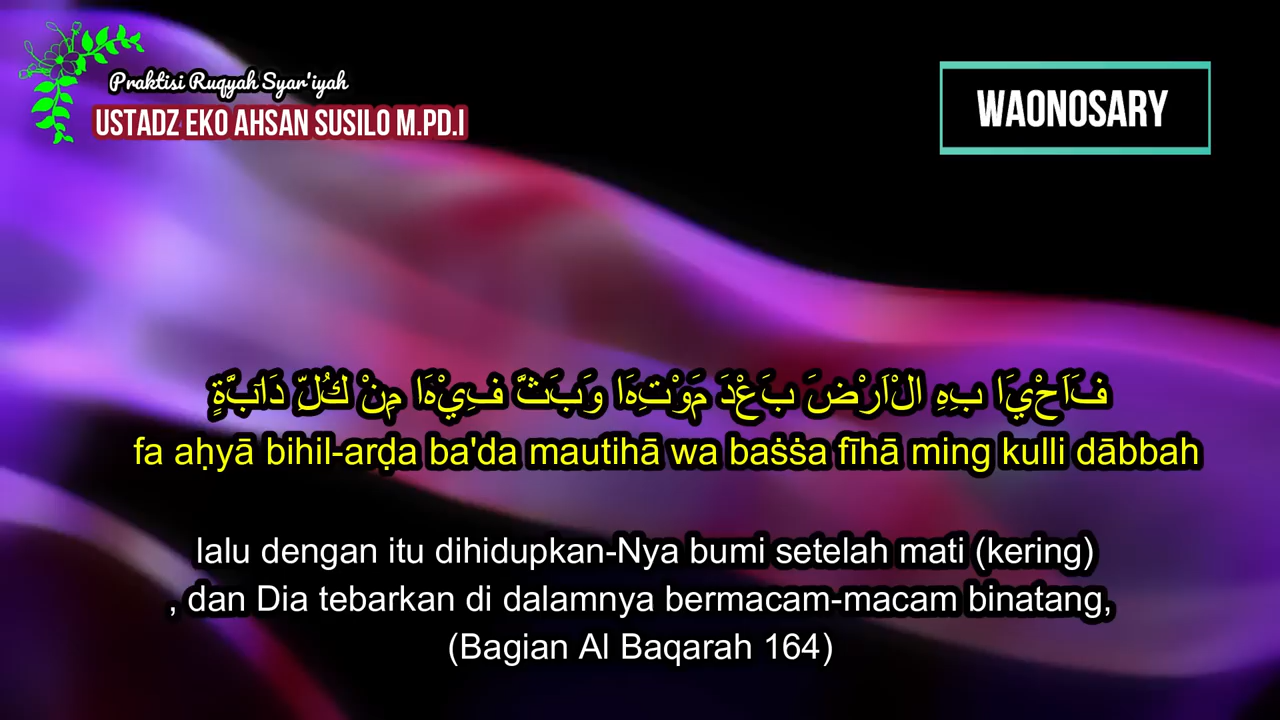 Praktisi Ruqyah Syar'iyah
USTADZ EKO AHSAN SUSILO M.PD.I
WAONOSARY
فَاَحْيَا بِهِ الْاَرْضَ بَعْدَ مَوْتِهَا وَبَثَّ فِيْهَا مِنْ كُلِّ دَاۤبَّةٍ
fa aḥyā bihil-arḍa ba'da mautihā wa baṡṡa fīhā ming kulli dābbah
lalu dengan itu dihidupkan-Nya bumi setelah mati (kering)
, dan Dia tebarkan di dalamnya bermacam-macam binatang,
(Bagian Al Baqarah 164)